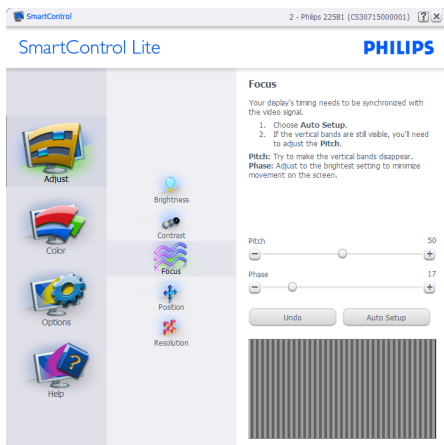 SmartControl
2 - Philips 225B1 (CS30715000001)
SmartControl Lite
PHILIPS
Adjust
Color
Options
Help
Brightness
Contrast
Focus
Position
Resolution
Focus
Your display's timing needs to be synchronized with
the video signal.
1. Choose Auto Setup.
2. If the vertical bands are still visible, you'll need
to adjust the Pitch.
Pitch: Try to make the vertical bands disappear.
Phase: Adjust to the brightest setting to minimize
movement on the screen.
Pitch 50
Phase 17
Undo
Auto Setup